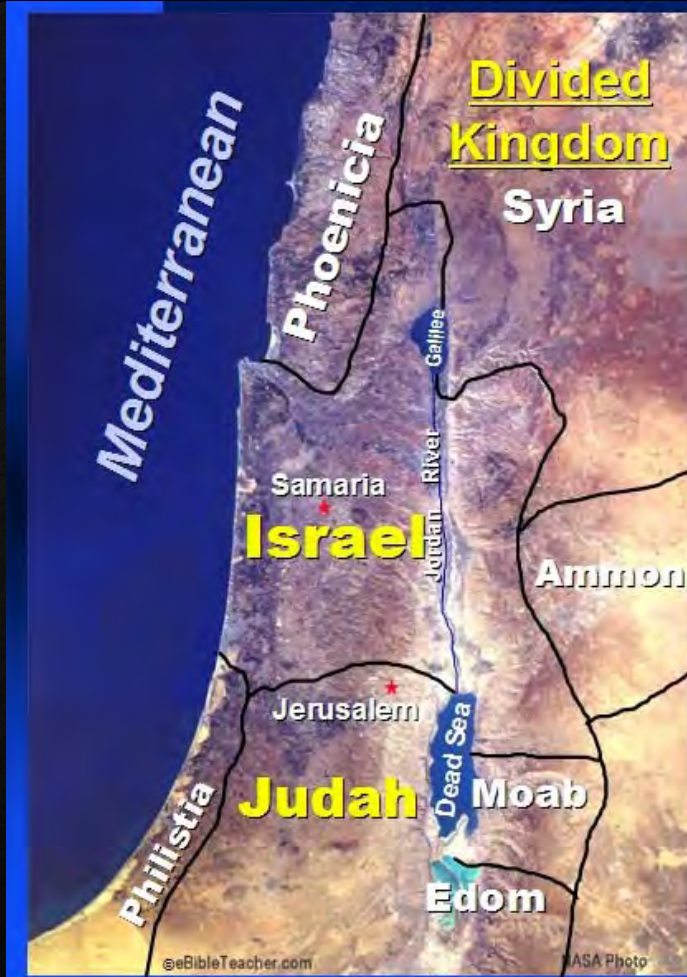 Divided
Kingdom
Syria
Phoenicia
Mediterranean
Galilee
Jordan River
Samaria
Israel
Ammon
Jerusalem
Dead Sea
Judah
Moab
Philistia
Edom
©eBibleTeacher.com
NASA Photo